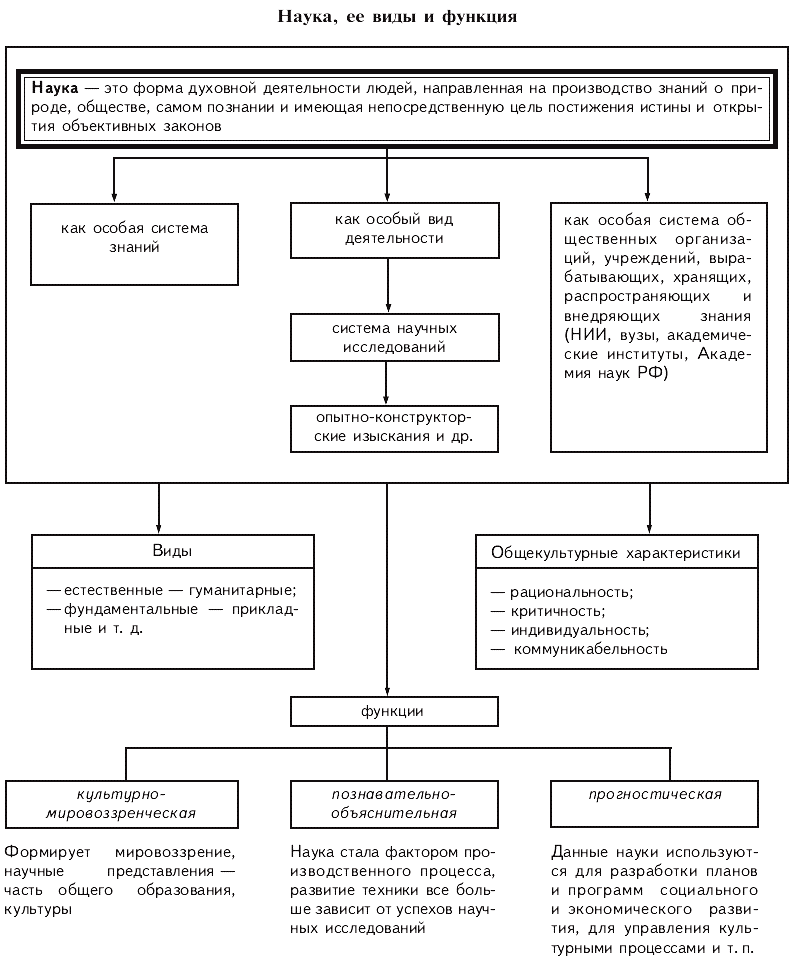 Наука, ее виды и функция
Наука — это форма духовной деятельности людей, направленная на производство знаний о при-
роде, обществе, самом познании и имеющая непосредственную цель постижения истины и откры-
тия объективных законов
как особая система
знаний
как особый вид
деятельности
система научных
исследований
опытно-конструктор-
ские изыскания и др.
как особая система об-
щественных организа-
ций, учреждений, выра-
батывающих, хранящих,
распространяющих и
внедряющих знания
(НИИ, вузы, академиче-
ские институты, Акаде-
мия наук РФ)
Виды
— естественные — гуманитарные;
— фундаментальные — приклад-
ные и т. д.
Общекультурные характеристики
— рациональность;
— критичность;
— индивидуальность;
— коммуникабельность
функции
культурно-
мировоззренческая
Формирует мировоззрение,
научные представления —
часть общего образования,
культуры
познавательно-
объяснительная
Наука стала фактором про-
изводственного процесса,
развитие техники все боль-
ше зависит от успехов науч-
ных исследований
прогностическая
Данные науки используют-
ся для разработки планов
и программ социального
и экономического разви-
тия, для управления куль-
турными процессами и т. п.